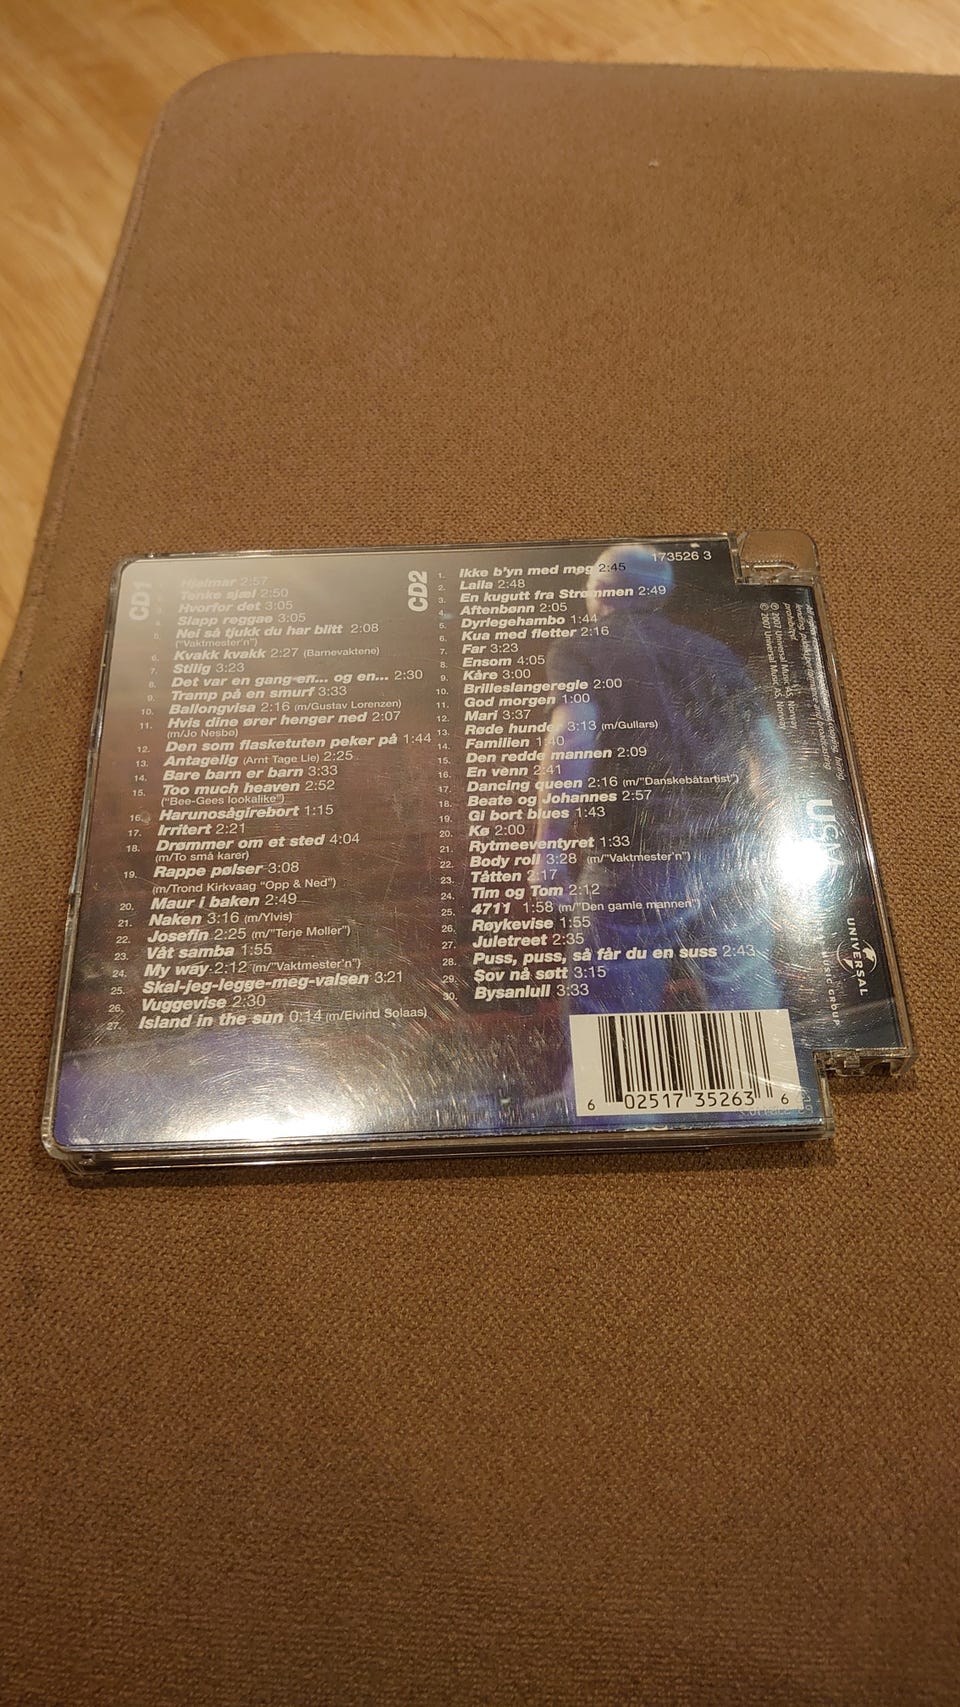 CD1
Hjalmar 2:57
Tenke sjæl 2:50
Hvorfor det 3:05
Slapp reggae 3:05
5. Nei så tjukk du har blitt 2:08
("Vaktmester'n")
6. Kvakk kvakk 2:27 (Barnevaktene)
7. Stilig 3:23
8. Det var en gang en... og en... 2:30
9. Tramp på en smurf 3:33
10. Ballongvisa 2:16 (m/Gustav Lorenzen)
11. Hvis dine ører henger ned 2:07
(m/Jo Nesbø)
12. Den som flasketuten peker på 1:44
13. Antagelig (Arnt Tage Lie) 2:25
14. Bare barn er barn 3:33
15. Too much heaven 2:52
("Bee-Gees lookalike")
16. Harunosågirebort 1:15
17. Irritert 2:21
18. Drømmer om et sted 4:04
(m/To små karer)
19. Rappe pølser 3:08
(m/Trond Kirkvaag "Opp & Ned")
20. Maur i baken 2:49
21. Naken 3:16 (m/Ylvis)
22. Josefin 2:25 (m/"Terje Møller")
23. Våt samba 1:55
24. My way 2:12 (m/"Vaktmester'n")
25. Skal-jeg-legge-meg-valsen 3:21
26. Vuggevise 2:30
27. Island in the sun 0:14 (m/Eivind Solaas)
CD2
1. Ikke b'yn med møg 2:45
2. Laila 2:48
3. En kugutt fra Strømmen 2:49
4. Aftenbønn 2:05
5. Dyrlegehambo 1:44
6. Kua med fletter 2:16
7. Far 3:23
8. Ensom 4:05
9. Kåre 3:00
10. Brilleslangeregle 2:00
11. God morgen 1:00
12. Mari 3:37
13. Røde hunder 3:13 (m/Gullars)
14. Familien 1:40
15. Den redde mannen 2:09
16. En venn 2:41
17. Dancing queen 2:16 (m/"Danskebåtartist")
18. Beate og Johannes 2:57
19. Gi bort blues 1:43
20. Kø 2:00
21. Rytmeeventyret 1:33
22. Body roll 3:28 (m/"Vaktmester'n")
23. Tåtten 2:17
24. Tim og Tom 2:12
25. 4711 1:58 (m/"Den gamle mannen")
26. Røykevise 1:55
27. Juletreet 2:35
28. Puss, puss, så får du en suss 2:43
29. Sov nå søtt 3:15
30. Bysanlull 3:33
173526 3
6 02517 35263 6
℗ 2007 Universal Music AS, Norway
© 2007 Universal Music AS, Norway
UNIVERSAL
MUSIC GROUP